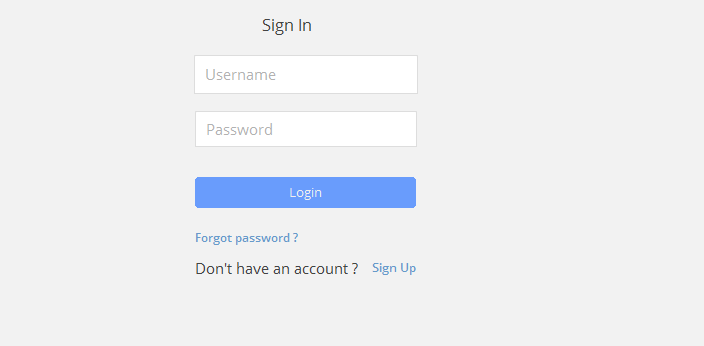 Sign In
Username
Password
Login
Forgot password ?
Don't have an account ? Sign Up